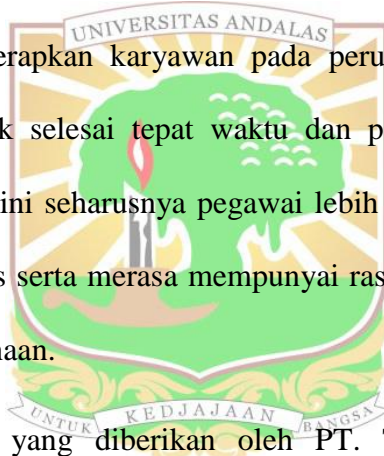 UNIVERSITAS ANDALAS
erapkan karyawan pada peru
k selesai tepat waktu dan p
ini seharusnya pegawai lebih
s serta merasa mempunyai ras
naan.
UNTUK KEDJAJAAN BANGSA
yang diberikan oleh PT. T